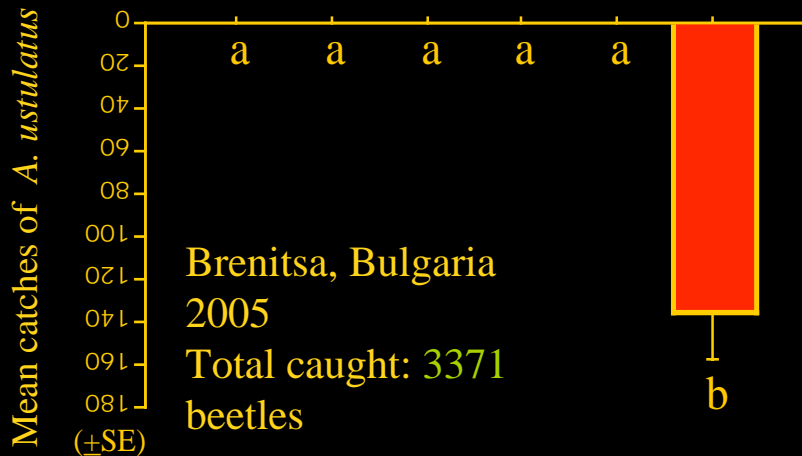 Mean catches of A. ustulatus
(±SE)
0
20
40
60
80
100
120
140
160
180
a a a a a
b
Brenitsa, Bulgaria
2005
Total caught: 3371
beetles